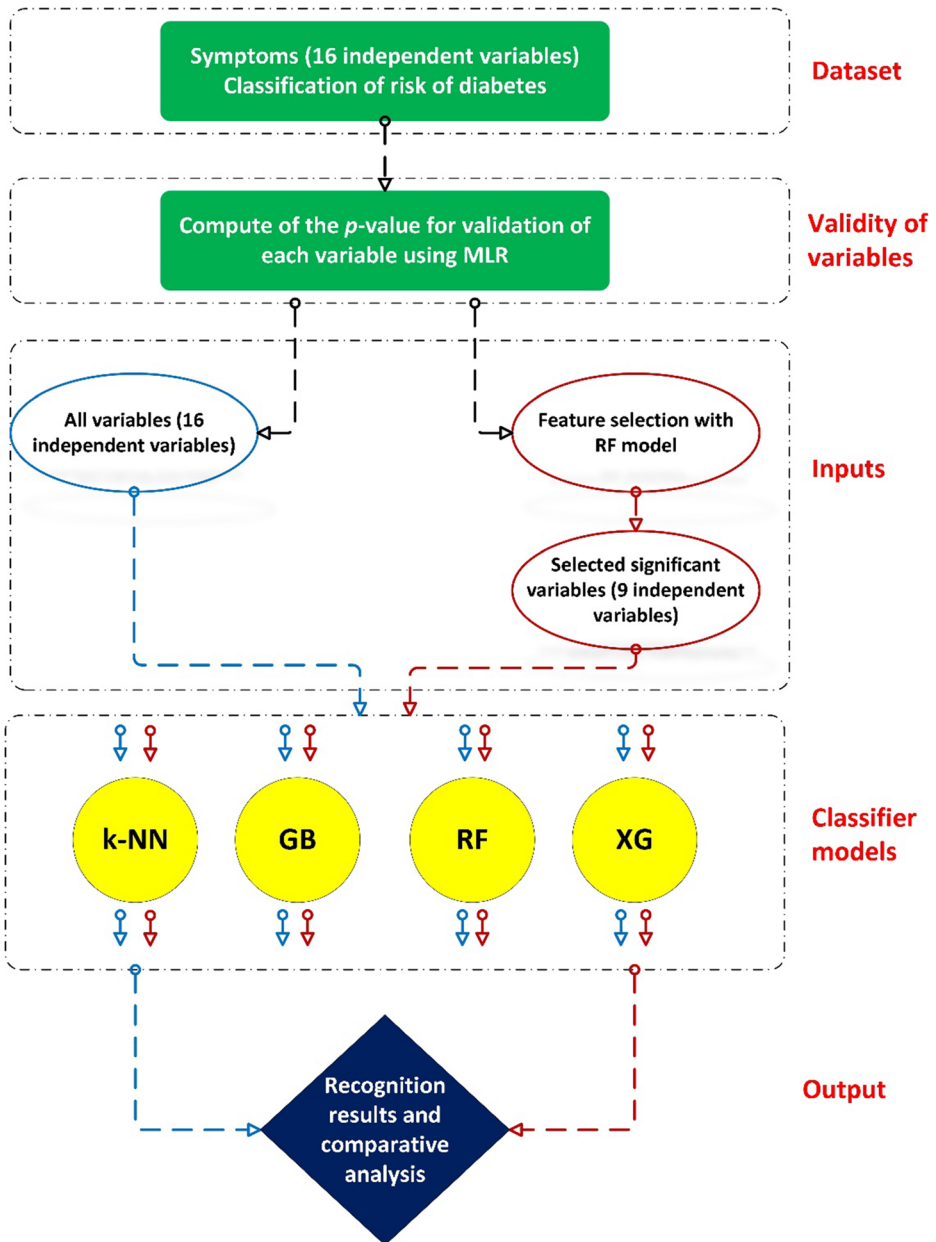 Symptoms (16 independent variables)
Classification of risk of diabetes
Dataset
Compute of the p-value for validation of
each variable using MLR
Validity of
variables
All variables (16
independent variables)
Feature selection with
RF model
Inputs
Selected significant
variables (9 independent
variables)
k-NN
GB
RF
XG
Classifier
models
Recognition
results and
comparative
analysis
Output